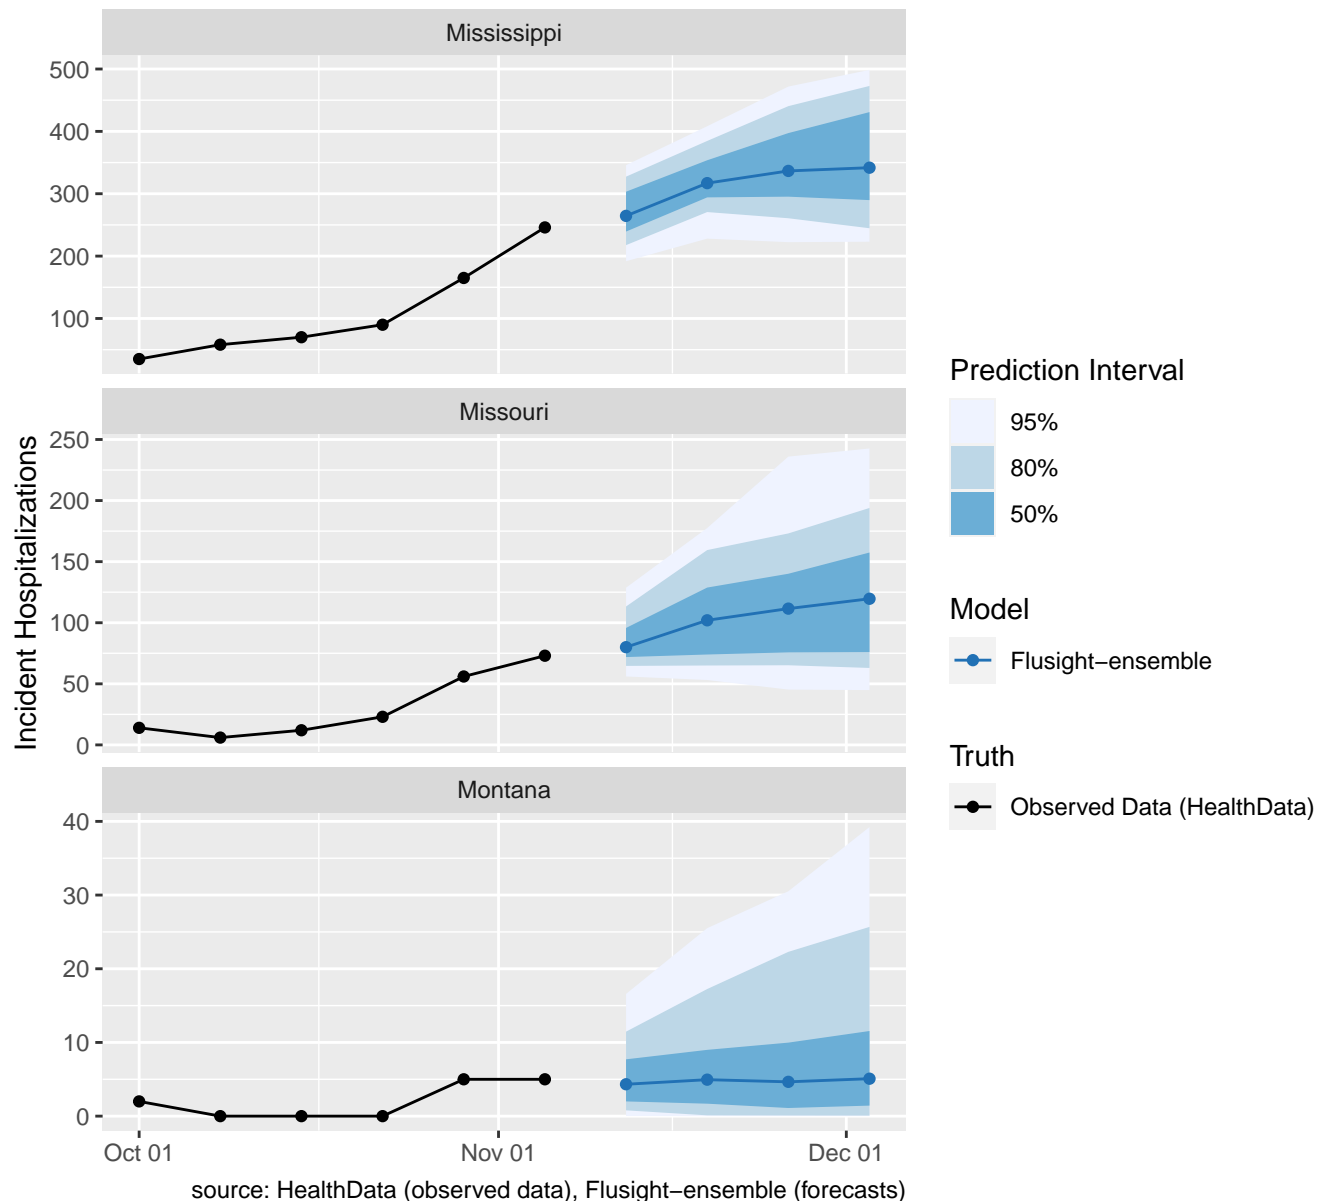 Mississippi
500
400
300
200
100
Missouri
250
200
150
100
50
0
Montana
40
30
20
10
0
Incident Hospitalizations
Oct 01 Nov 01 Dec 01
source: HealthData (observed data), Flusight−ensemble (forecasts)
Prediction Interval
95%
80%
50%
Model
Flusight−ensemble
Truth
Observed Data (HealthData)